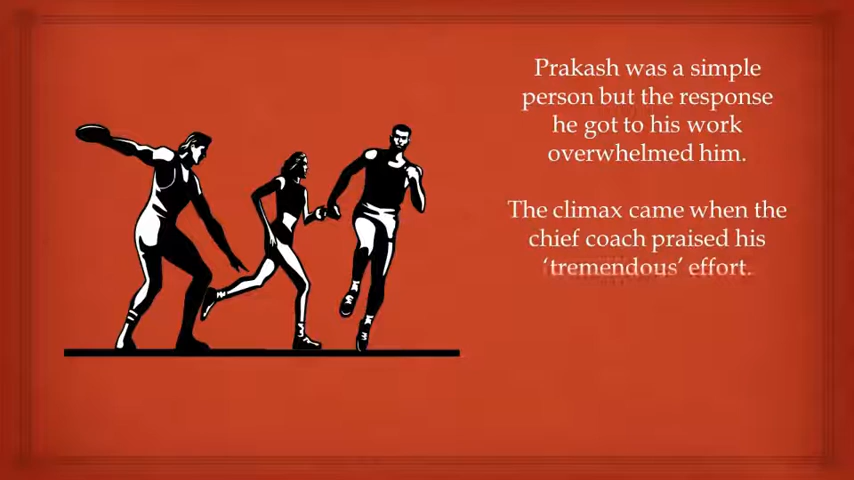 Prakash was a simple
person but the response
he got to his work
overwhelmed him.
The climax came when the
chief coach praised his
‘tremendous’ effort.